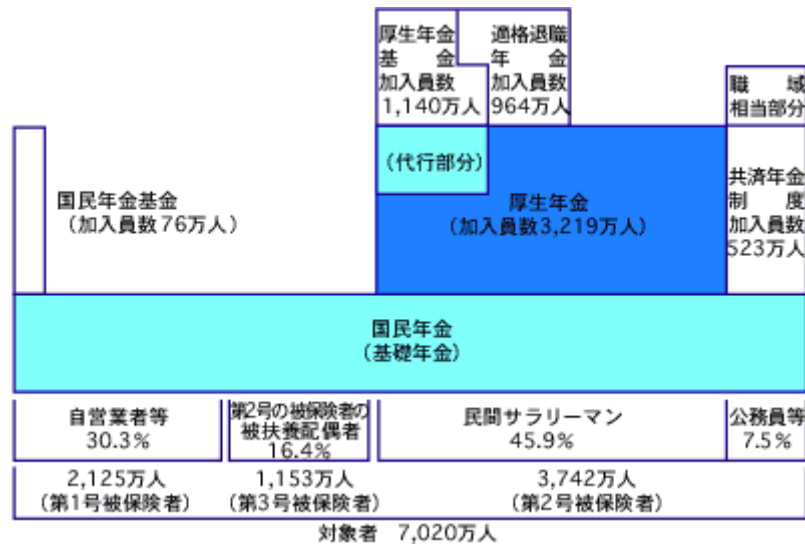 厚生年金
基　　金
加入員数
1,140万人
適格退職
年　　金
加入員数
964万人
職　　域
相当部分
(代行部分)
国民年金基金
(加入員数76万人)
厚生年金
(加入員数3,219万人)
共済年金
制　　度
加入員数
523万人
国民年金
(基礎年金)
自営業者等
30.3%
第2号の被保険者の
被扶養配偶者
16.4%
民間サラリーマン
45.9%
公務員等
7.5%
2,125万人
(第1号被保険者)
1,153万人
(第3号被保険者)
3,742万人
(第2号被保険者)
対象者　7,020万人